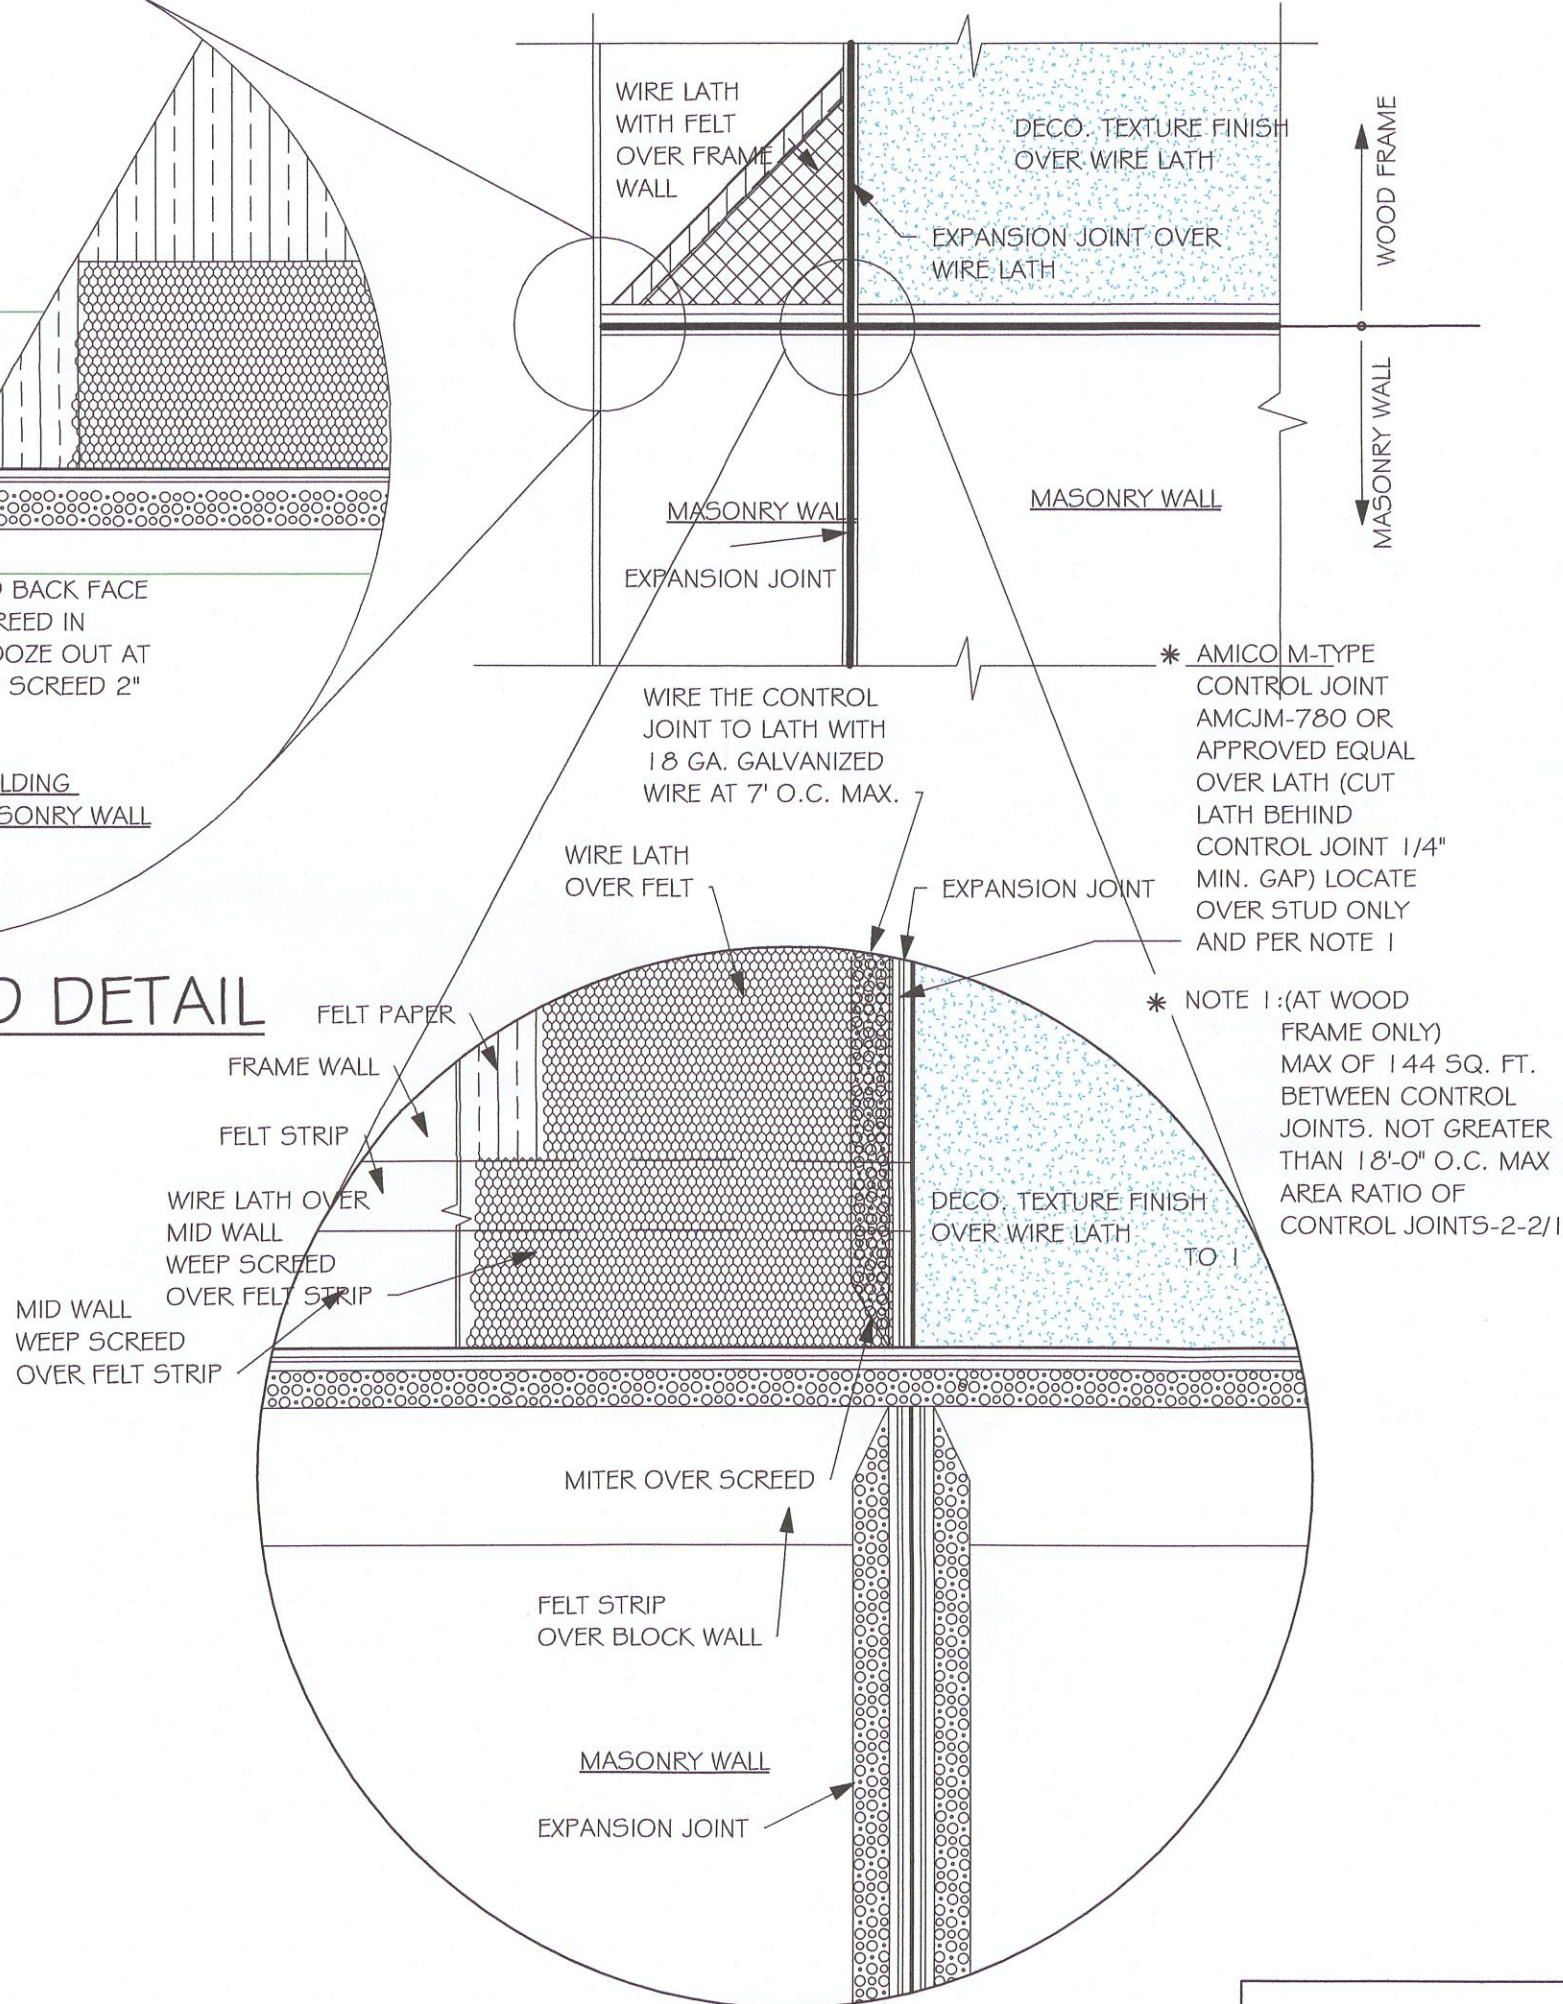 WIRE LATH
WITH FELT
OVER FRAME
WALL
DECO. TEXTURE FINISH
OVER WIRE LATH
EXPANSION JOINT OVER
WIRE LATH
WOOD FRAME
MASONRY WALL
MASONRY WALL
MASONRY WAL
EXPANSION JOINT
BACK FACE
REED IN
OOZE OUT AT
SCREED 2"
LDING
SONRY WALL
D DETAIL
WIRE THE CONTROL
JOINT TO LATH WITH
18 GA. GALVANIZED
WIRE AT 7' O.C. MAX.
* AMICO M-TYPE
CONTROL JOINT
AMCJM-780 OR
APPROVED EQUAL
OVER LATH (CUT
LATH BEHIND
CONTROL JOINT 1/4"
MIN. GAP) LOCATE
OVER STUD ONLY
AND PER NOTE 1
WIRE LATH
OVER FELT
EXPANSION JOINT
* NOTE 1:(AT WOOD
FRAME ONLY)
MAX OF 144 SQ. FT.
BETWEEN CONTROL
JOINTS. NOT GREATER
THAN 18'-0" O.C. MAX
AREA RATIO OF
CONTROL JOINTS-2-2/1
TO 1
FELT PAPER
FRAME WALL
FELT STRIP
WIRE LATH OVER
MID WALL
WEEP SCREED
OVER FELT STRIP
MID WALL
WEEP SCREED
OVER FELT STRIP
DECO. TEXTURE FINISH
OVER WIRE LATH
MITER OVER SCREED
FELT STRIP
OVER BLOCK WALL
MASONRY WALL
EXPANSION JOINT